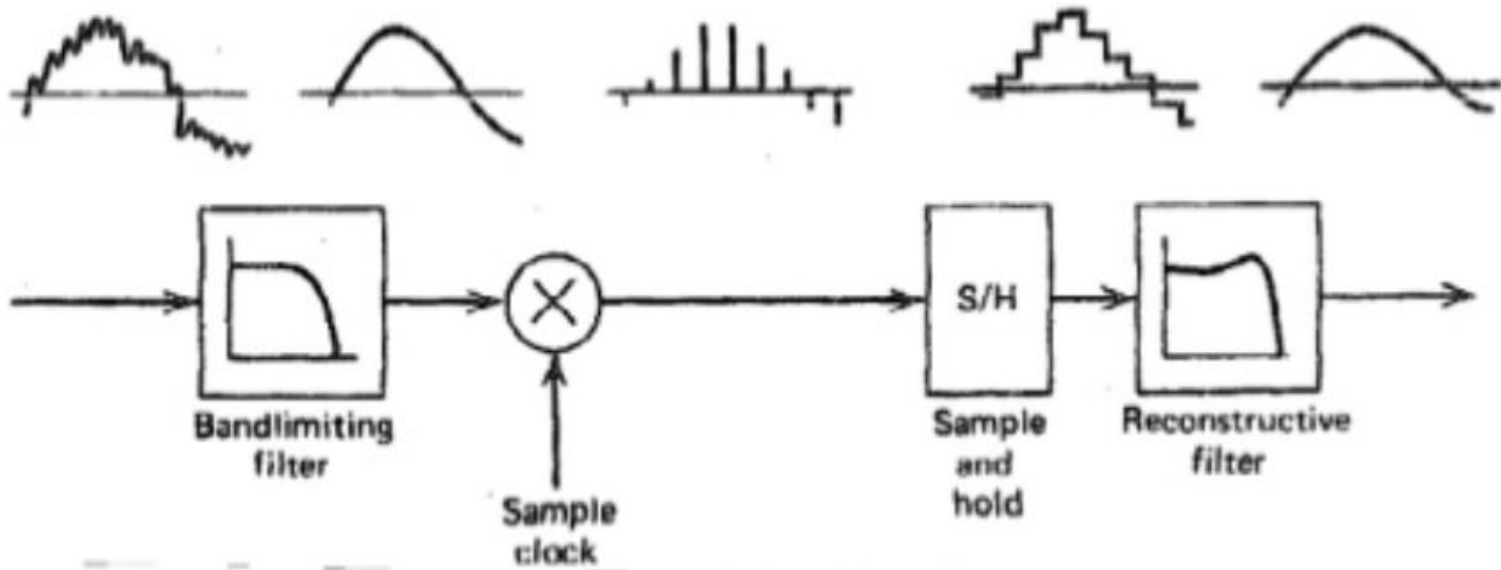 Bandlimiting
filter
Sample
clock
S/H
Sample
and
hold
Reconstructive
filter